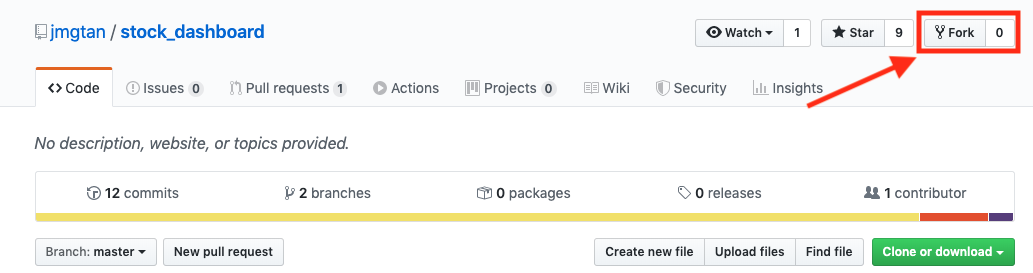 jmgtan / stock_dashboard
Watch 1 Star 9 Fork 0
Code Issues 0 Pull requests 1 Actions Projects 0 Wiki Security Insights
No description, website, or topics provided.
12 commits 2 branches 0 packages 0 releases 1 contributor
Branch: master New pull request Create new file Upload files Find file Clone or download